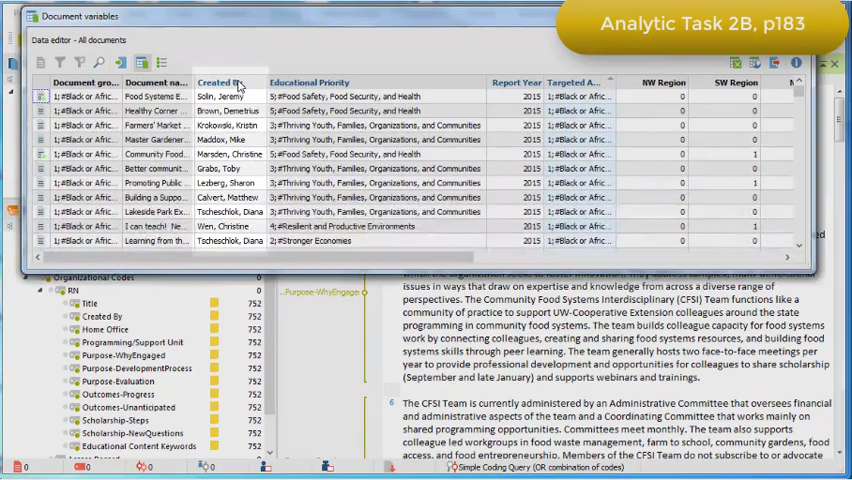 Document variables
Analytic Task 2B, p183
Data editor - All documents
Document gro... Document na... Created By Educational Priority Report Year Targeted A... NW Region SW Region N
1; #Black or Afric... Food Systems E... Solin, Jeremy 5;#Food Safety, Food Security, and Health 2015 1; #Black or Afric... 0 0
1; #Black or Afric... Healthy Corner ... Brown, Demetrius 5;#Food Safety, Food Security, and Health 2015 1; #Black or Afric... 0 0
1; #Black or Afric... Farmers' Market ... Krokowski, Kristin 3;#Thriving Youth, Families, Organizations, and Communities 2015 1; #Black or Afric... 0 0
1; #Black or Afric... Master Gardener... Maddox, Mike 3;#Thriving Youth, Families, Organizations, and Communities 2015 1; #Black or Afric... 0 0
1; #Black or Afric... Community Food... Marsden, Christine 5;#Food Safety, Food Security, and Health 2015 1; #Black or Afric... 0 1
1; #Black or Afric... Better communit... Grabs, Toby 3;#Thriving Youth, Families, Organizations, and Communities 2015 1; #Black or Afric... 0 0
1; #Black or Afric... Promoting Public ... Lezberg, Sharon 3;#Thriving Youth, Families, Organizations, and Communities 2015 1; #Black or Afric... 0 1
1; #Black or Afric... Building a Suppo... Calvert, Matthew 3;#Thriving Youth, Families, Organizations, and Communities 2015 1; #Black or Afric... 0 0
1; #Black or Afric... Lakeside Park Ex... Tscheschlok, Diana 3;#Thriving Youth, Families, Organizations, and Communities 2015 1; #Black or Afric... 0 0
1; #Black or Afric... I can teach! Ne... Wen, Christine 4;#Resilient and Productive Environments 2015 1; #Black or Afric... 0 1
1; #Black or Afric... Learning from th... Tscheschlok, Diana 2;#Stronger Economies 2015 1; #Black or Afric... 0 0
Organizational Codes
RN 752
Title 752
Created By 752
Home Office 752
Programming/Support Unit 752
Purpose-WhyEngaged 752
Purpose-DevelopmentProcess 752
Purpose-Evaluation 752
Outcomes-Progress 752
Outcomes-Unanticipated 752
Scholarship-Steps 752
Scholarship-NewQuestions 752
Educational Content Keywords 752
..Purpose-WhyEngage
issues in ways that draw on expertise and knowledge from across a diverse range of
perspectives. The Community Food Systems Interdisciplinary (CFSI) Team functions like a
community of practice to support UW-Cooperative Extension colleagues around the state
programming in community food systems. The team builds colleague capacity for food systems
work by connecting colleagues, creating and sharing food systems resources, and building food
systems skills through peer learning. The team generally hosts two face-to-face meetings per
year to provide professional development opportunities and engage in shared learning
(September and late January) and supports webinars and trainings.
6 The CFSI Team is currently administered by an Administrative Committee that oversees financial
and administrative aspects of the team and a Coordinating Committee that works mainly on
shared programming opportunities. Committees meet monthly. The team also supports
colleague led workgroups in food waste management, farm to school, community gardens, food
access, and food entrepreneurship. Members of the CFSI Team do not need to subscribe to any
0 0 0 0 Simple Coding Query (OR combination of codes)